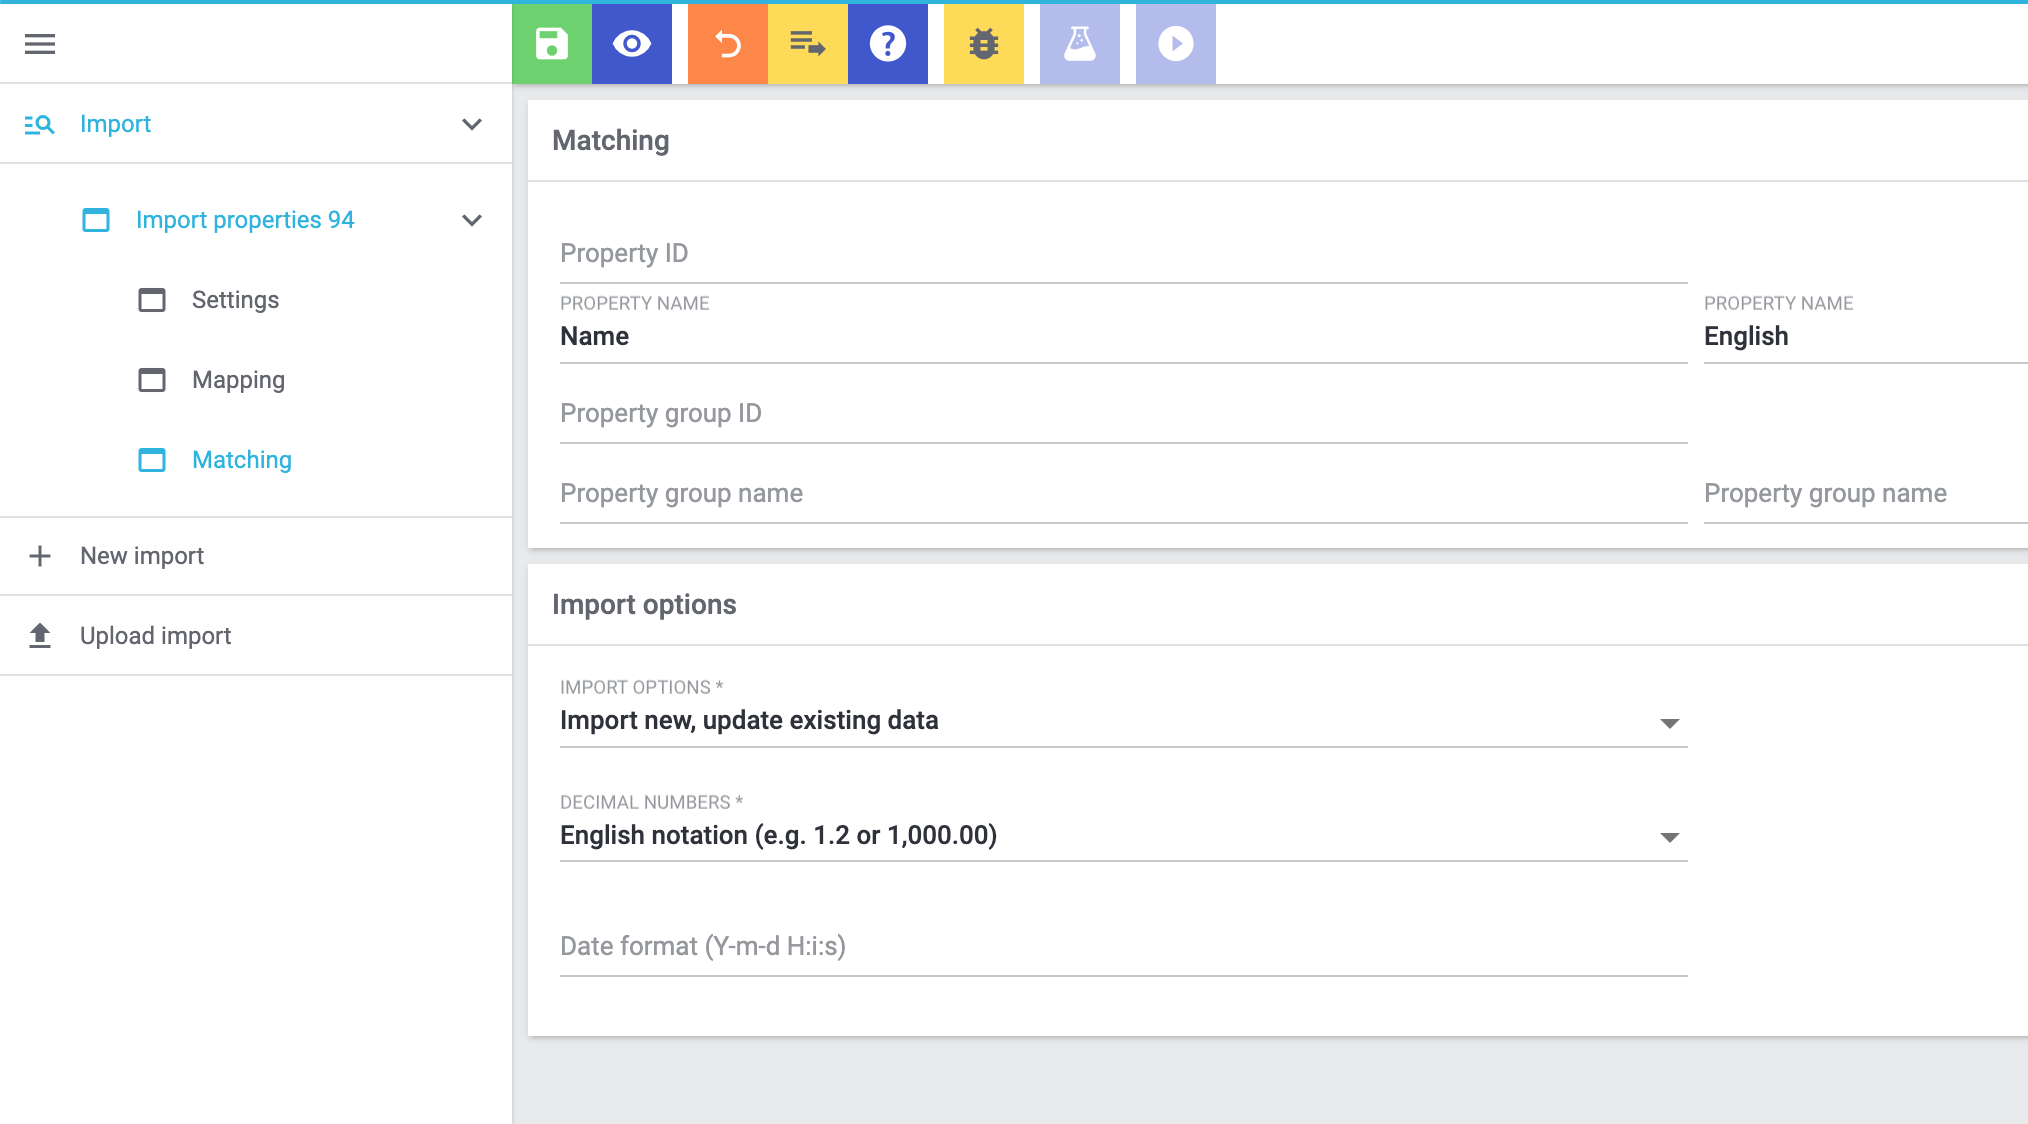 Import
Import properties 94
Settings
Mapping
Matching
New import
Upload import
Matching
Property ID
PROPERTY NAME
Name
PROPERTY NAME
English
Property group ID
Property group name
Property group name
Import options
IMPORT OPTIONS *
Import new, update existing data
DECIMAL NUMBERS *
English notation (e.g. 1.2 or 1,000.00)
Date format (Y-m-d H:i:s)